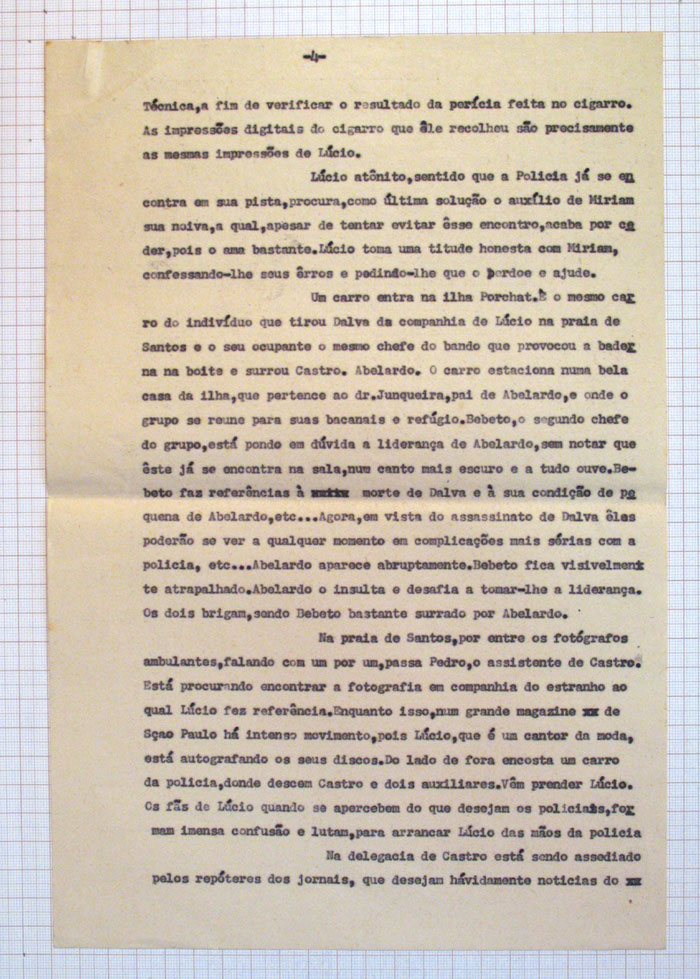 -4-
Técnica,a fim de verificar o resultado da perícia feita no cigarro.
As impressões digitais do cigarro que êle recolheu são precisamente
as mesmas impressões de Lúcio.
Lúcio atônito,sentido que a Policia já se en
contra em sua pista,procura,como última solução o auxílio de Miriam
sua noiva,a qual,apesar de tentar evitar êsse encontro,acaba por ce
der,pois o ama bastante.Lúcio toma uma titude honesta com Miriam,
confessando-lhe seus êrros e pedindo-lhe que o perdoe e ajude.
Um carro entra na ilha Porchat.É o mesmo car
ro do indivíduo que tirou Dalva da companhia de Lúcio na praia de
Santos e o seu ocupante o mesmo chefe do bando que provocou a bader
na na boite e surrou Castro. Abelardo. O carro estaciona numa bela
casa da ilha,que pertence ao dr.Junqueira,pai de Abelardo,e onde o
grupo se reune para suas bacanais e refúgio.Bebeto,o segundo chefe
do grupo,está pondo em dúvida a liderança de Abelardo,sem notar que
êste já se encontra na sala,num canto mais escuro e a tudo ouve.Be-
beto faz referências à morte de Dalva e à sua condição de pe
quena de Abelardo,etc...Agora,em vista do assassinato de Dalva êles
poderão se ver a qualquer momento em complicações mais sérias com a
policia, etc...Abelardo aparece abruptamente.Bebeto fica visivelment
te atrapalhado.Abelardo o insulta e desafia a tomar-lhe a liderança.
Os dois brigam,sendo Bebeto bastante surrado por Abelardo.
Na praia de Santos,por entre os fotógrafos
ambulantes,falando com um por um,passa Pedro,o assistente de Castro.
Está procurando encontrar a fotografia em companhia do estranho ao
qual Lúcio fez referência.Enquanto isso,num grande magazine xx de
Sçao Paulo há intenso movimento,pois Lúcio,que é um cantor da moda,
está autografando os seus discos.Do lado de fora encosta um carro
da policia,donde descem Castro e dois auxiliares.Vêm prender Lúcio.
Os fãs de Lúcio quando se apercebem do que desejam os policiais,for
mam imensa confusão e lutam,para arrancar Lúcio das mãos da policia
Na delegacia de Castro está sendo assediado
pelos repóteres dos jornais, que desejam hávidamente noticias do xx